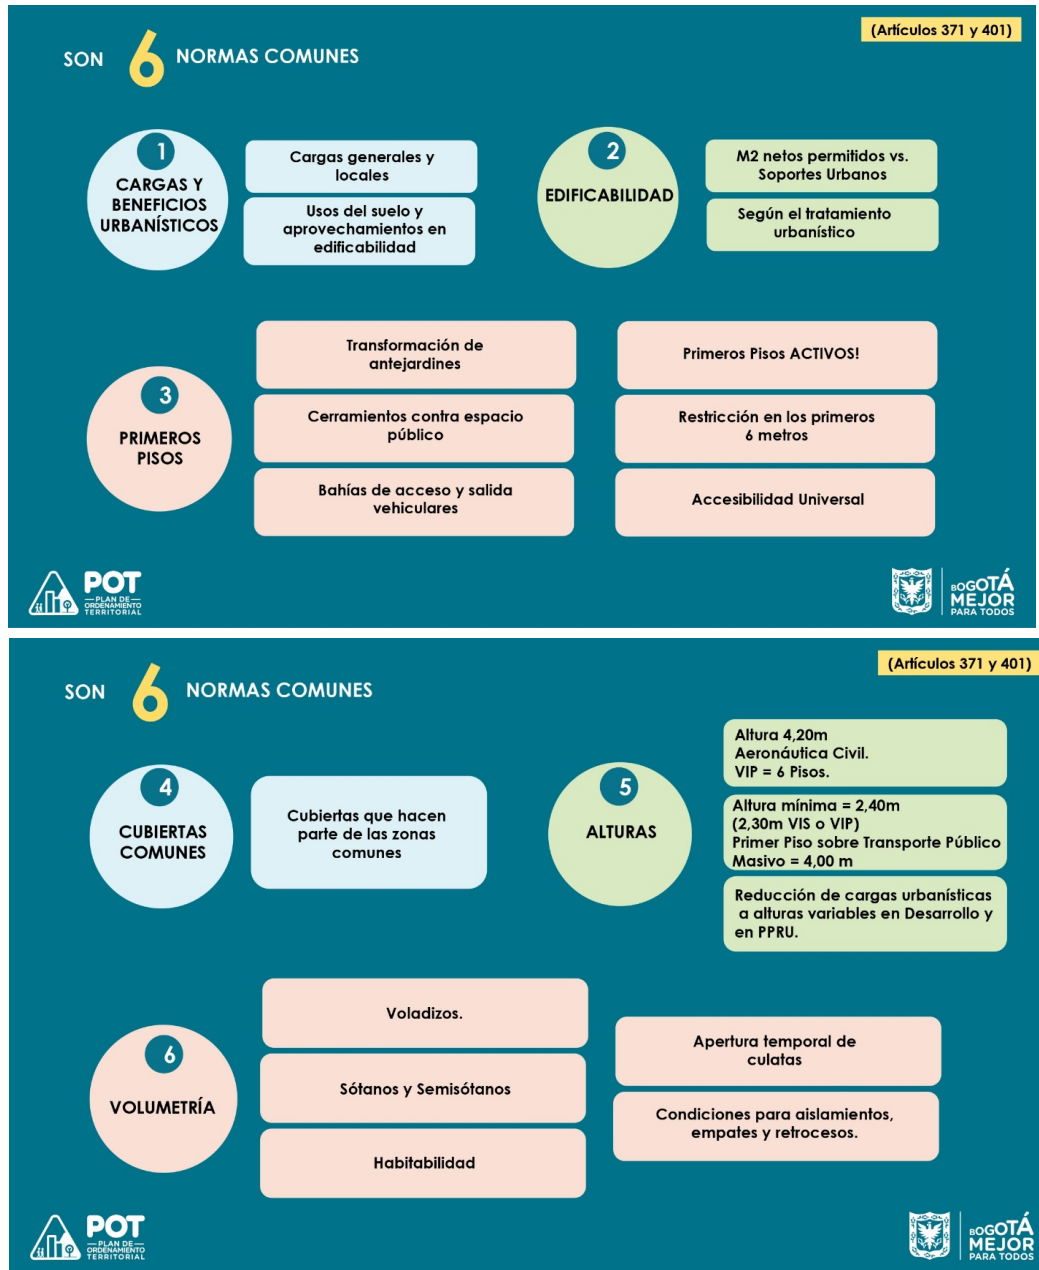 (Artículos 371 y 401)
SON 6 NORMAS COMUNES
1
CARGAS Y
BENEFICIOS
URBANÍSTICOS
Cargas generales y
locales
Usos del suelo y
aprovechamientos en
edificabilidad
2
EDIFICABILIDAD
M2 netos permitidos vs.
Soportes Urbanos
Según el tratamiento
urbanístico
3
PRIMEROS
PISOS
Transformación de
antejardines
Cerramientos contra espacio
público
Bahías de acceso y salida
vehiculares
Primeros Pisos ACTIVOS!
Restricción en los primeros
6 metros
Accesibilidad Universal
POT
PLAN DE
ORDENAMIENTO
TERRITORIAL
BOGOTÁ
MEJOR
PARA TODOS
(Artículos 371 y 401)
SON 6 NORMAS COMUNES
4
CUBIERTAS
COMUNES
Cubiertas que hacen
parte de las zonas
comunes
5
ALTURAS
Altura 4,20m
Aeronáutica Civil.
VIP = 6 Pisos.
Altura mínima = 2,40m
(2,30m VIS o VIP)
Primer Piso sobre Transporte Público
Masivo = 4,00 m
Reducción de cargas urbanísticas
a alturas variables en Desarrollo y
en PPRU.
6
VOLUMETRÍA
Voladizos.
Sótanos y Semisótanos
Habitabilidad
Apertura temporal de
culatas
Condiciones para aislamientos,
empates y retrocesos.
POT
PLAN DE
ORDENAMIENTO
TERRITORIAL
BOGOTÁ
MEJOR
PARA TODOS